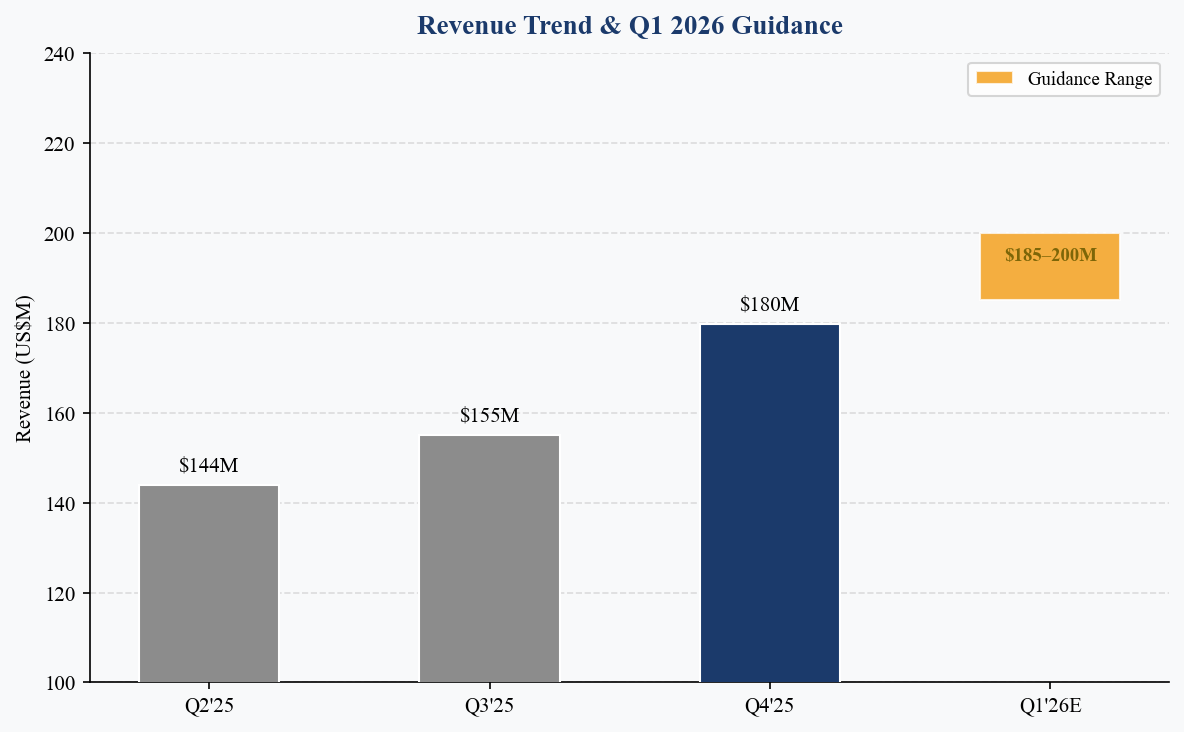 Revenue Trend & Q1 2026 Guidance
Guidance Range
Revenue (US$M)
240
220
200
180
160
140
120
100
$144M
$155M
$180M
$185–200M
Q2'25
Q3'25
Q4'25
Q1'26E